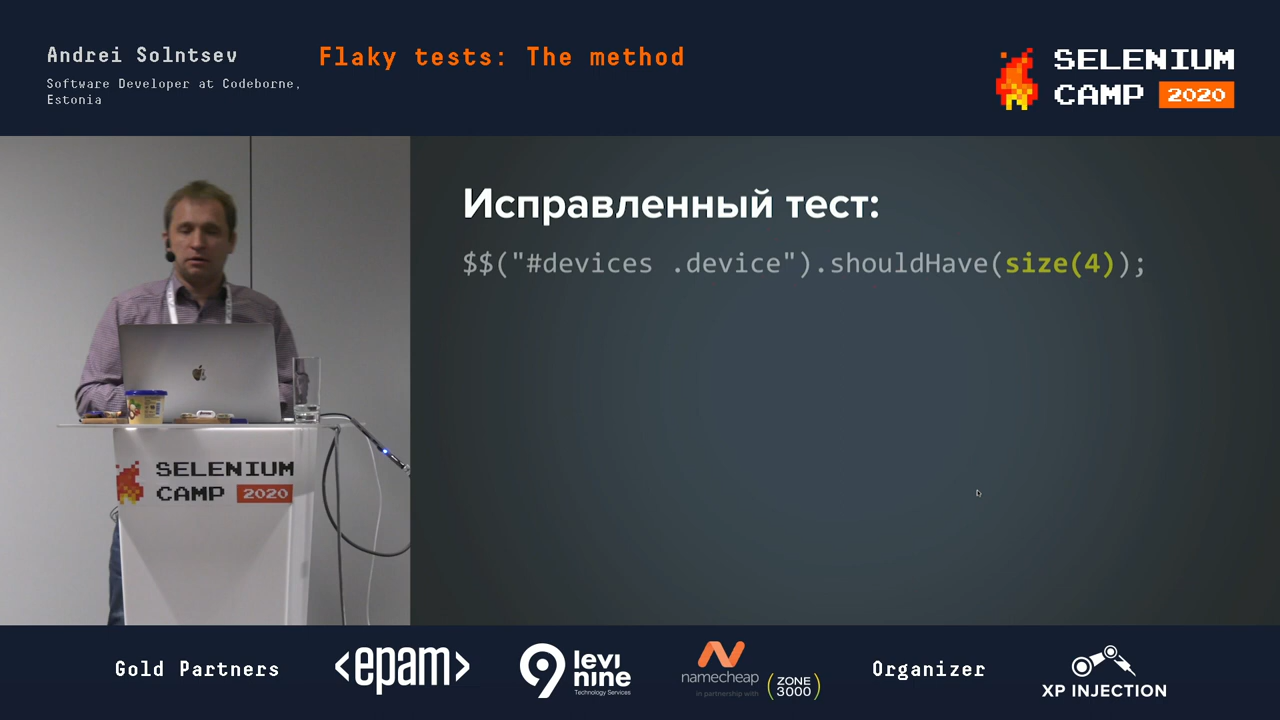 Andrei Solntsev
Software Developer at Codeborne,
Estonia
Flaky tests: The method
SELENIUM
CAMP 2020
Исправленный тест:
$$("#devices .device").shouldHave(size(4));
SELENIUM
CAMP 2020
Gold Partners
<epam>
9 levi
nine
Technology Services
namecheap
in partnership with
ZONE
3000
Organizer
XP INJECTION